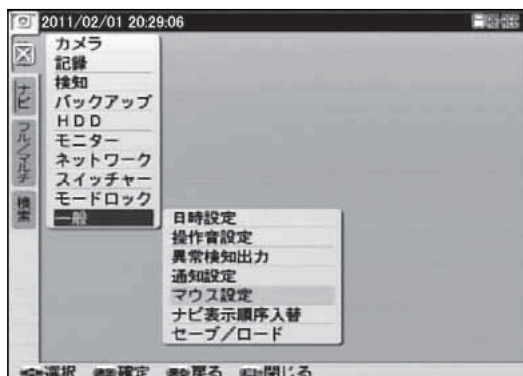 2011/02/01 20:29:06
カメラ
記録
検知
バックアップ
HDD
モニター
ネットワーク
スイッチャー
モードロック
一般
ナビ
フル/マルチ
検索
日時設定
操作音設定
異常検知出力
通知設定
マウス設定
ナビ表示順序入替
セーブ/ロード
選択 確定 戻る 閉じる